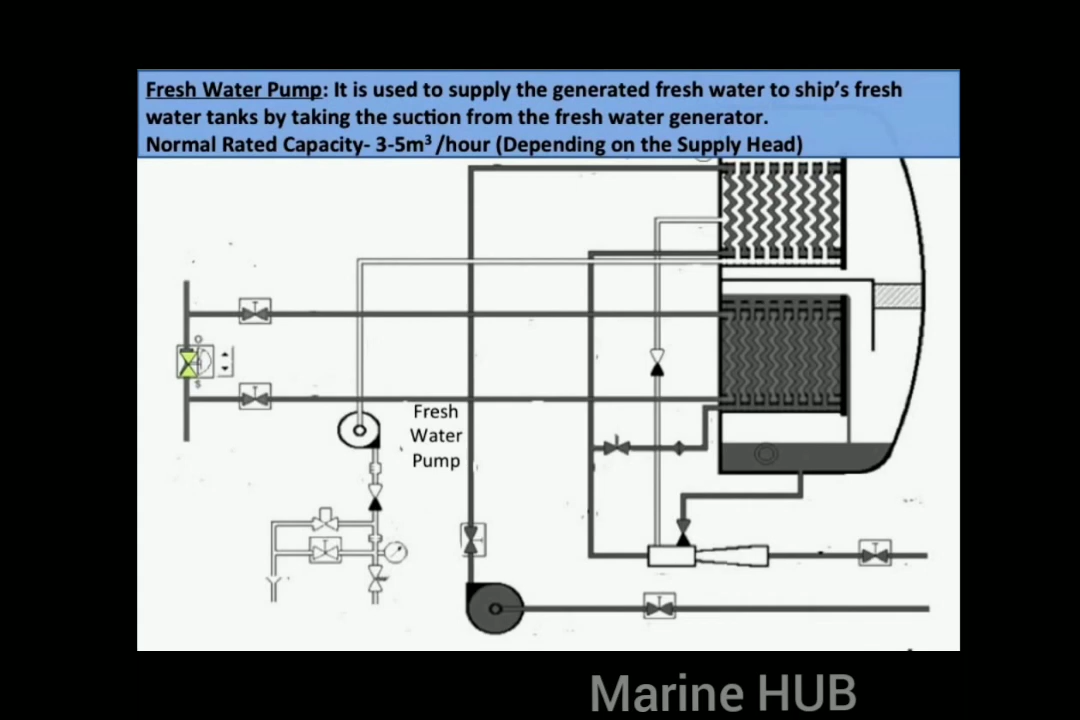 Fresh Water Pump: It is used to supply the generated fresh water to ship’s fresh
water tanks by taking the suction from the fresh water generator.
Normal Rated Capacity- 3-5m³ /hour (Depending on the Supply Head)
T
O
S
T
Fresh
Water
Pump
T
T
T
T
Marine HUB